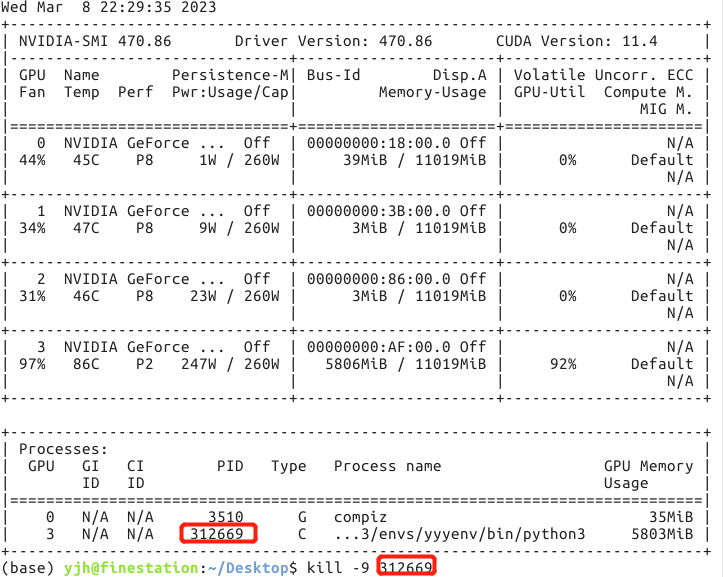 Wed Mar  8 22:29:35 2023
+-----------------------------------------------------------------------------+
| NVIDIA-SMI 470.86       Driver Version: 470.86       CUDA Version: 11.4     |
|-------------------------------+----------------------+----------------------+
| GPU  Name        Persistence-M| Bus-Id        Disp.A | Volatile Uncorr. ECC |
| Fan  Temp  Perf  Pwr:Usage/Cap|         Memory-Usage | GPU-Util  Compute M. |
|                               |                      |               MIG M. |
|===============================+======================+======================|
|   0  NVIDIA GeForce ...  Off  | 00000000:18:00.0 Off |                  N/A |
| 44%   45C    P8     1W / 260W |     39MiB / 11019MiB |      0%      Default |
|                               |                      |                  N/A |
+-------------------------------+----------------------+----------------------+
|   1  NVIDIA GeForce ...  Off  | 00000000:3B:00.0 Off |                  N/A |
| 34%   47C    P8     9W / 260W |      3MiB / 11019MiB |      0%      Default |
|                               |                      |                  N/A |
+-------------------------------+----------------------+----------------------+
|   2  NVIDIA GeForce ...  Off  | 00000000:86:00.0 Off |                  N/A |
| 31%   46C    P8    23W / 260W |      3MiB / 11019MiB |      0%      Default |
|                               |                      |                  N/A |
+-------------------------------+----------------------+----------------------+
|   3  NVIDIA GeForce ...  Off  | 00000000:AF:00.0 Off |                  N/A |
| 97%   86C    P2   247W / 260W |   5806MiB / 11019MiB |     92%      Default |
|                               |                      |                  N/A |
+-------------------------------+----------------------+----------------------+

+-----------------------------------------------------------------------------+
| Processes:                                                                  |
|  GPU   GI   CI        PID   Type   Process name                  GPU Memory |
|        ID   ID                                                   Usage      |
|=============================================================================|
|    0   N/A  N/A      3510      G   compiz                             35MiB |
|    3   N/A  N/A    312669      C   ...3/envs/yyyenv/bin/python3     5803MiB |
+-----------------------------------------------------------------------------+
(base) yjh@finestation:~/Desktop$ kill -9 312669